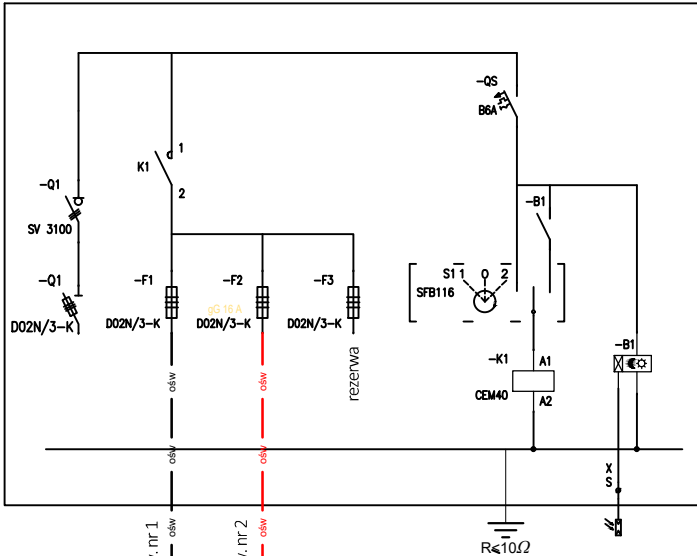 -QS
B6A
1
K1
2
-Q1
SV 3100
-B1
-Q1
D02N/3-K
-F1
D02N/3-K
-F2
gG 16 A
D02N/3-K
-F3
D02N/3-K
S1 1 0 2
SFB116
-K1
A1
CEM40
A2
-B1
rezerwa
ośw
ośw
ośw
ośw
ośw
ośw
X
S
nr 1
nr 2
R≤10Ω